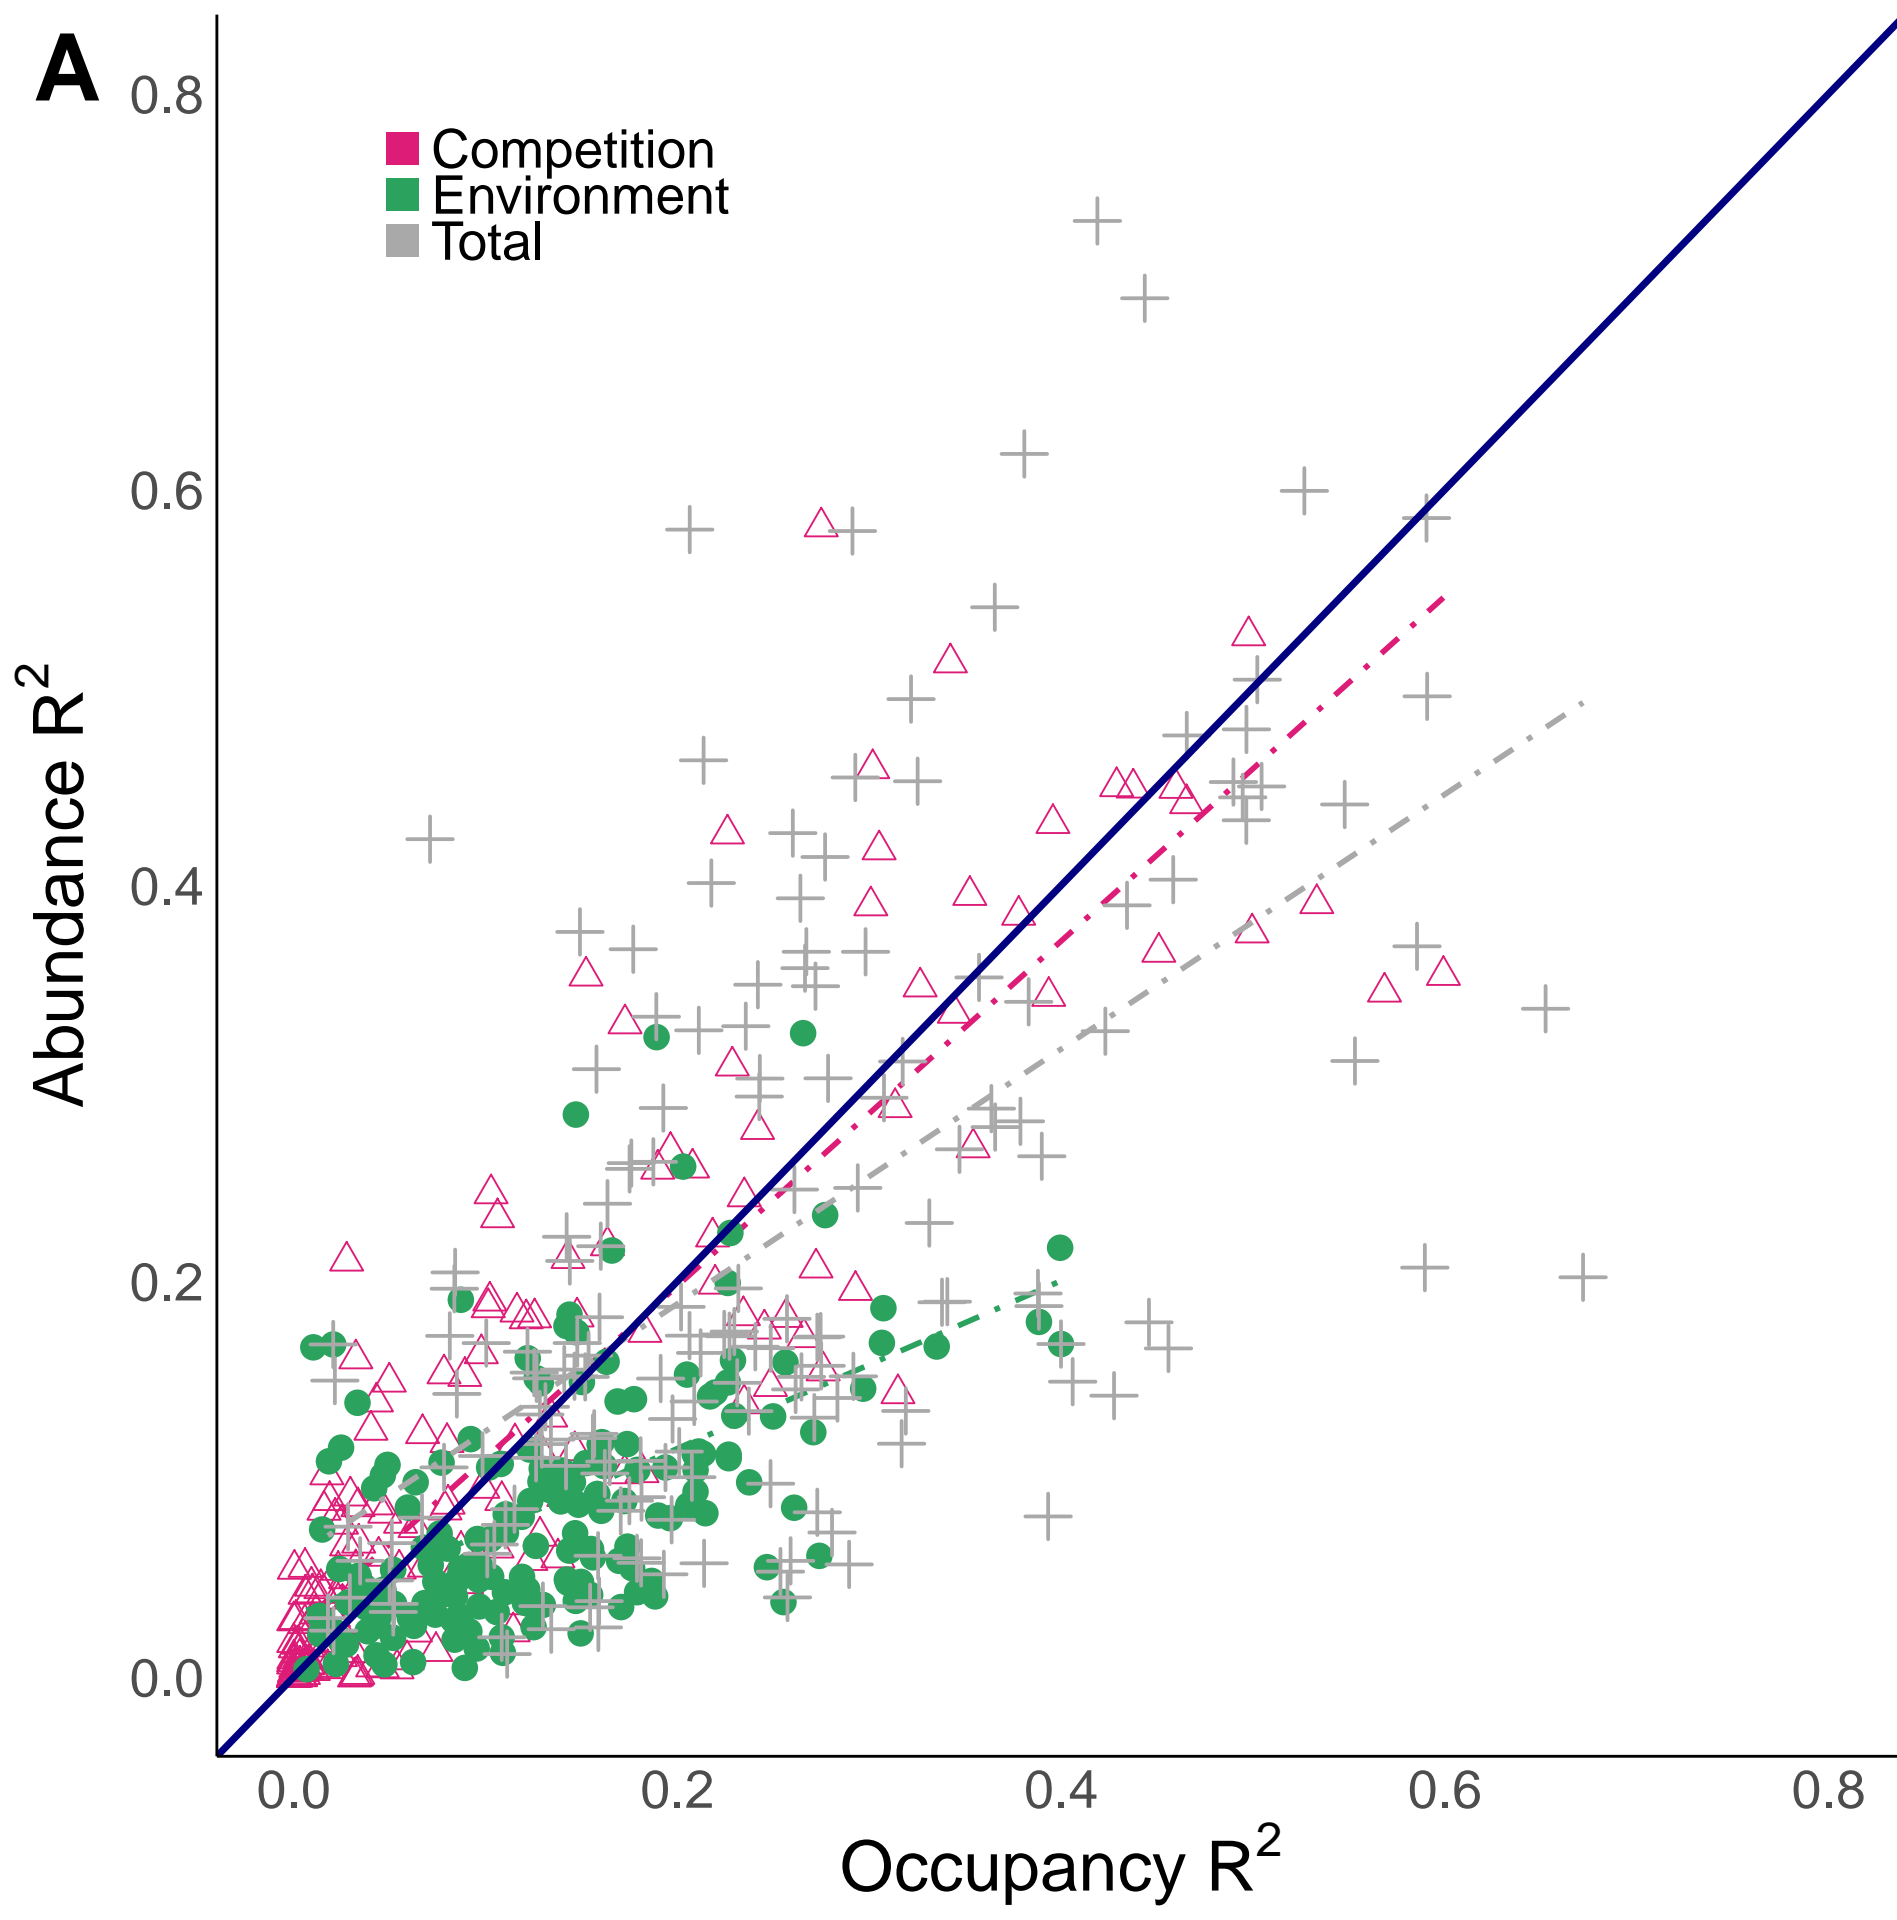 A
0.8
Competition
Environment
Total
0.6
Abundance R²
0.4
0.2
0.0
0.0 0.2 0.4 0.6 0.8
Occupancy R²